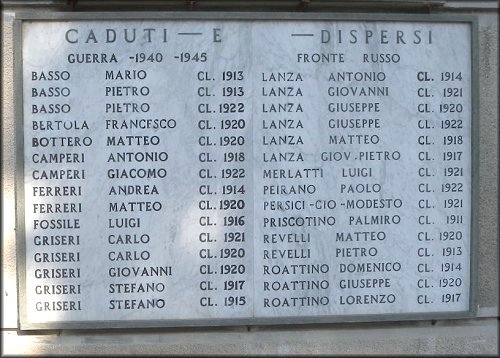 CADUTI — E — DISPERSI
GUERRA -1940 -1945
BASSO MARIO CL. 1913
BASSO PIETRO CL. 1913
BASSO PIETRO CL. 1922
BERTOLA FRANCESCO CL. 1920
BOTTERO MATTEO CL. 1920
CAMPERI ANTONIO CL. 1918
CAMPERI GIACOMO CL. 1922
FERRERI ANDREA CL. 1914
FERRERI MATTEO CL. 1920
FOSSILE LUIGI CL. 1916
GRISERI CARLO CL. 1921
GRISERI CARLO CL. 1920
GRISERI GIOVANNI CL. 1920
GRISERI STEFANO CL. 1917
GRISERI STEFANO CL. 1915
FRONTE RUSSO
LANZA ANTONIO CL. 1914
LANZA GIOVANNI CL. 1921
LANZA GIUSEPPE CL. 1920
LANZA GIUSEPPE CL. 1922
LANZA MATTEO CL. 1918
LANZA GIOV. PIETRO CL. 1917
MERLATTI LUIGI CL. 1921
PEIRANO PAOLO CL. 1922
PERSICI-CIO-MODESTO CL. 1921
PRISCOTINO PALMIRO CL. 1911
REVELLI MATTEO CL. 1920
REVELLI PIETRO CL. 1913
ROATTINO DOMENICO CL. 1914
ROATTINO GIUSEPPE CL. 1920
ROATTINO LORENZO CL. 1917